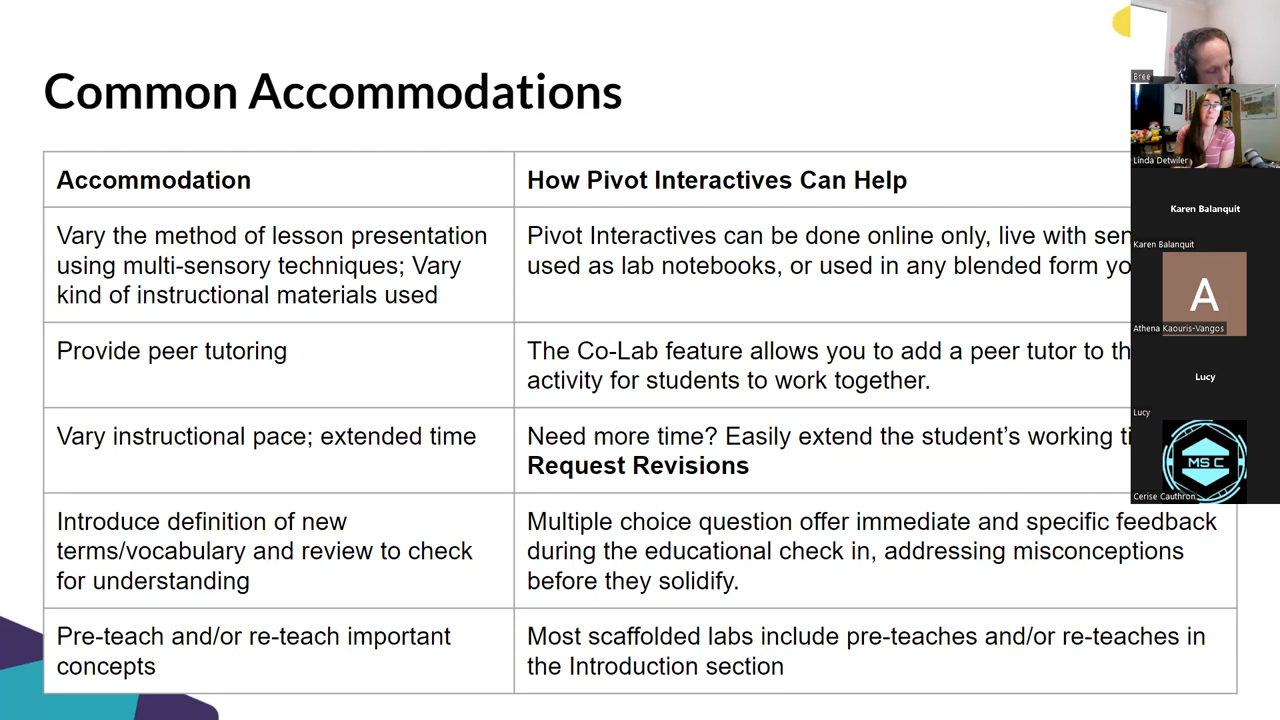 Common Accommodations
Accommodation
How Pivot Interactives Can Help
Vary the method of lesson presentation
using multi-sensory techniques; Vary
kind of instructional materials used
Pivot Interactives can be done online only, live with
used as lab notebooks, or used in any blended form
Provide peer tutoring
The Co-Lab feature allows you to add a peer tutor to
activity for students to work together.
Vary instructional pace; extended time
Need more time? Easily extend the student’s working
Request Revisions
Introduce definition of new
terms/vocabulary and review to check
for understanding
Multiple choice question offer immediate and specific feedback
during the educational check in, addressing misconceptions
before they solidify.
Pre-teach and/or re-teach important
concepts
Most scaffolded labs include pre-teaches and/or re-teaches in
the Introduction section
Bree
Linda Detwiler
Karen Balanquit
Karen Balanquit
A
Athena Kaouris-Vangos
Lucy
Lucy
MS C
Cerise Cauthron